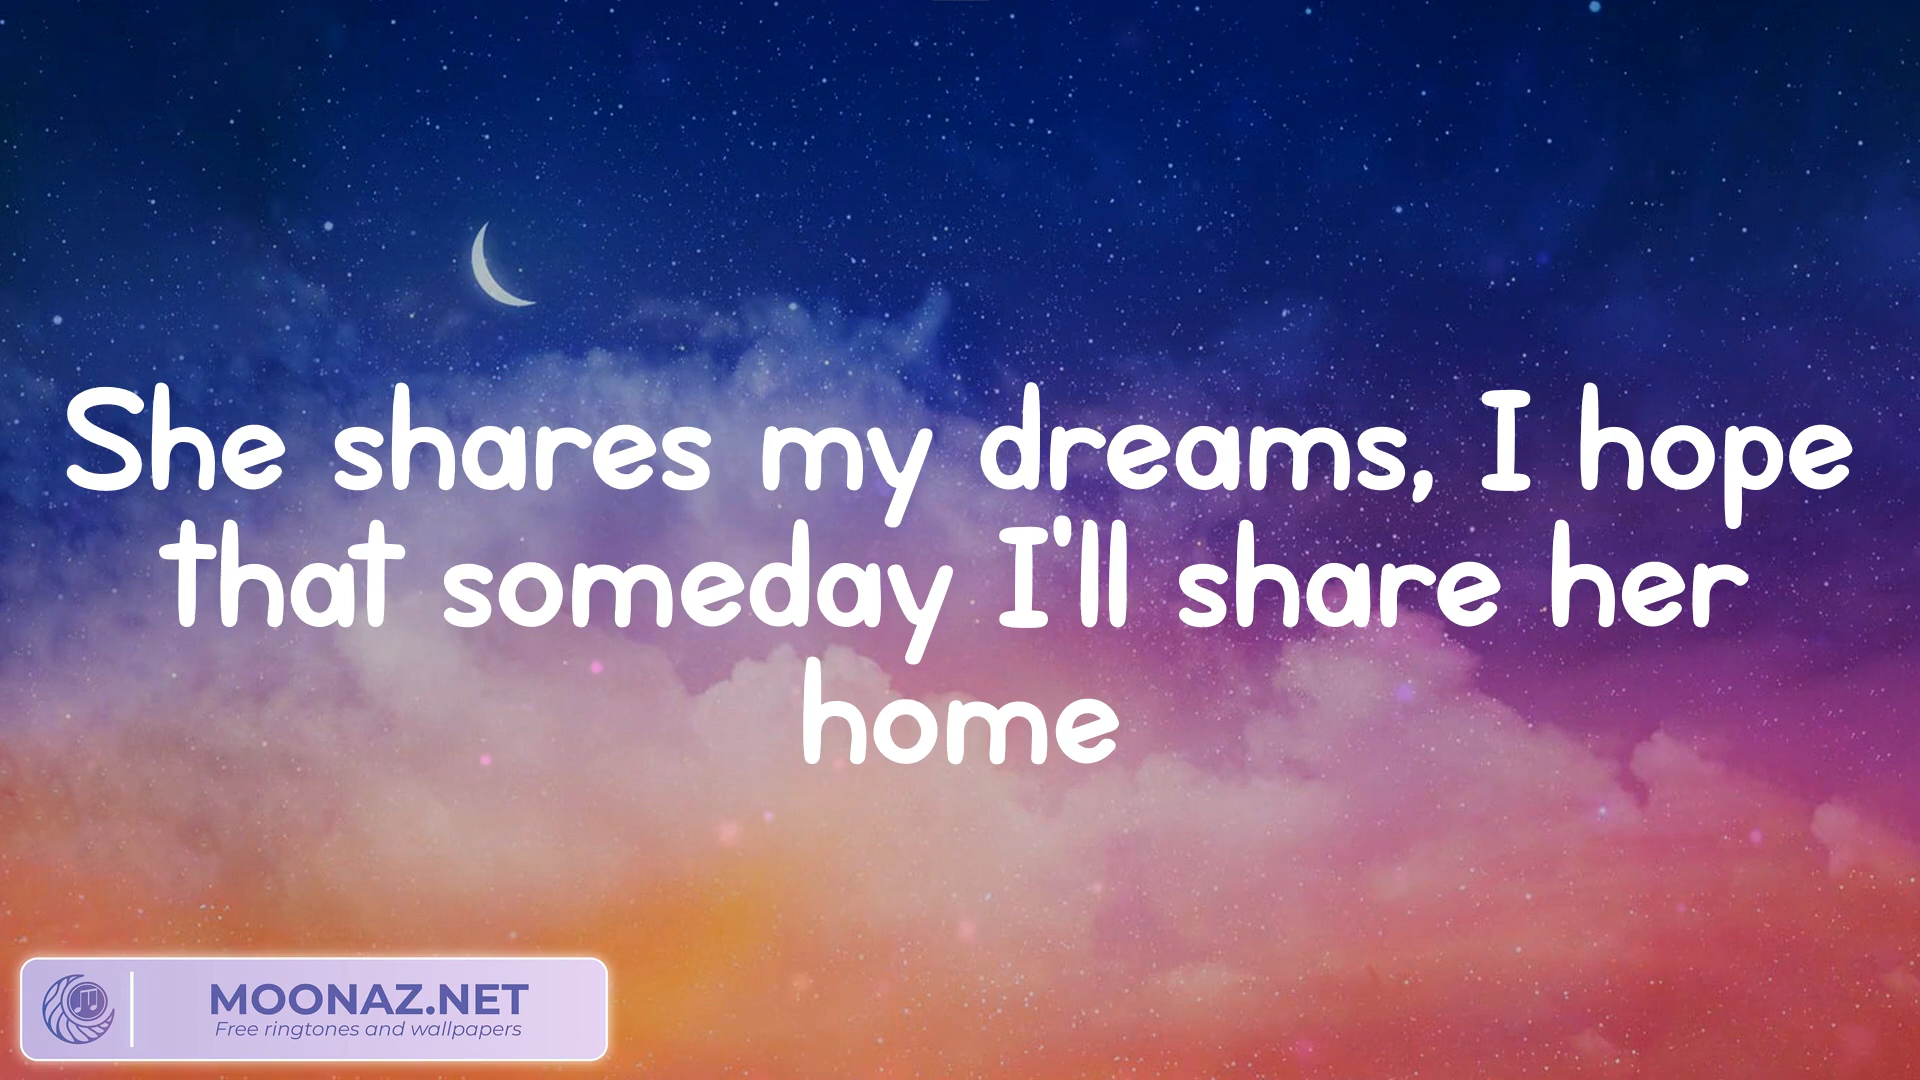 She shares my dreams, I hope
that someday I'll share her
home
MOONAZ.NET
Free ringtones and wallpapers